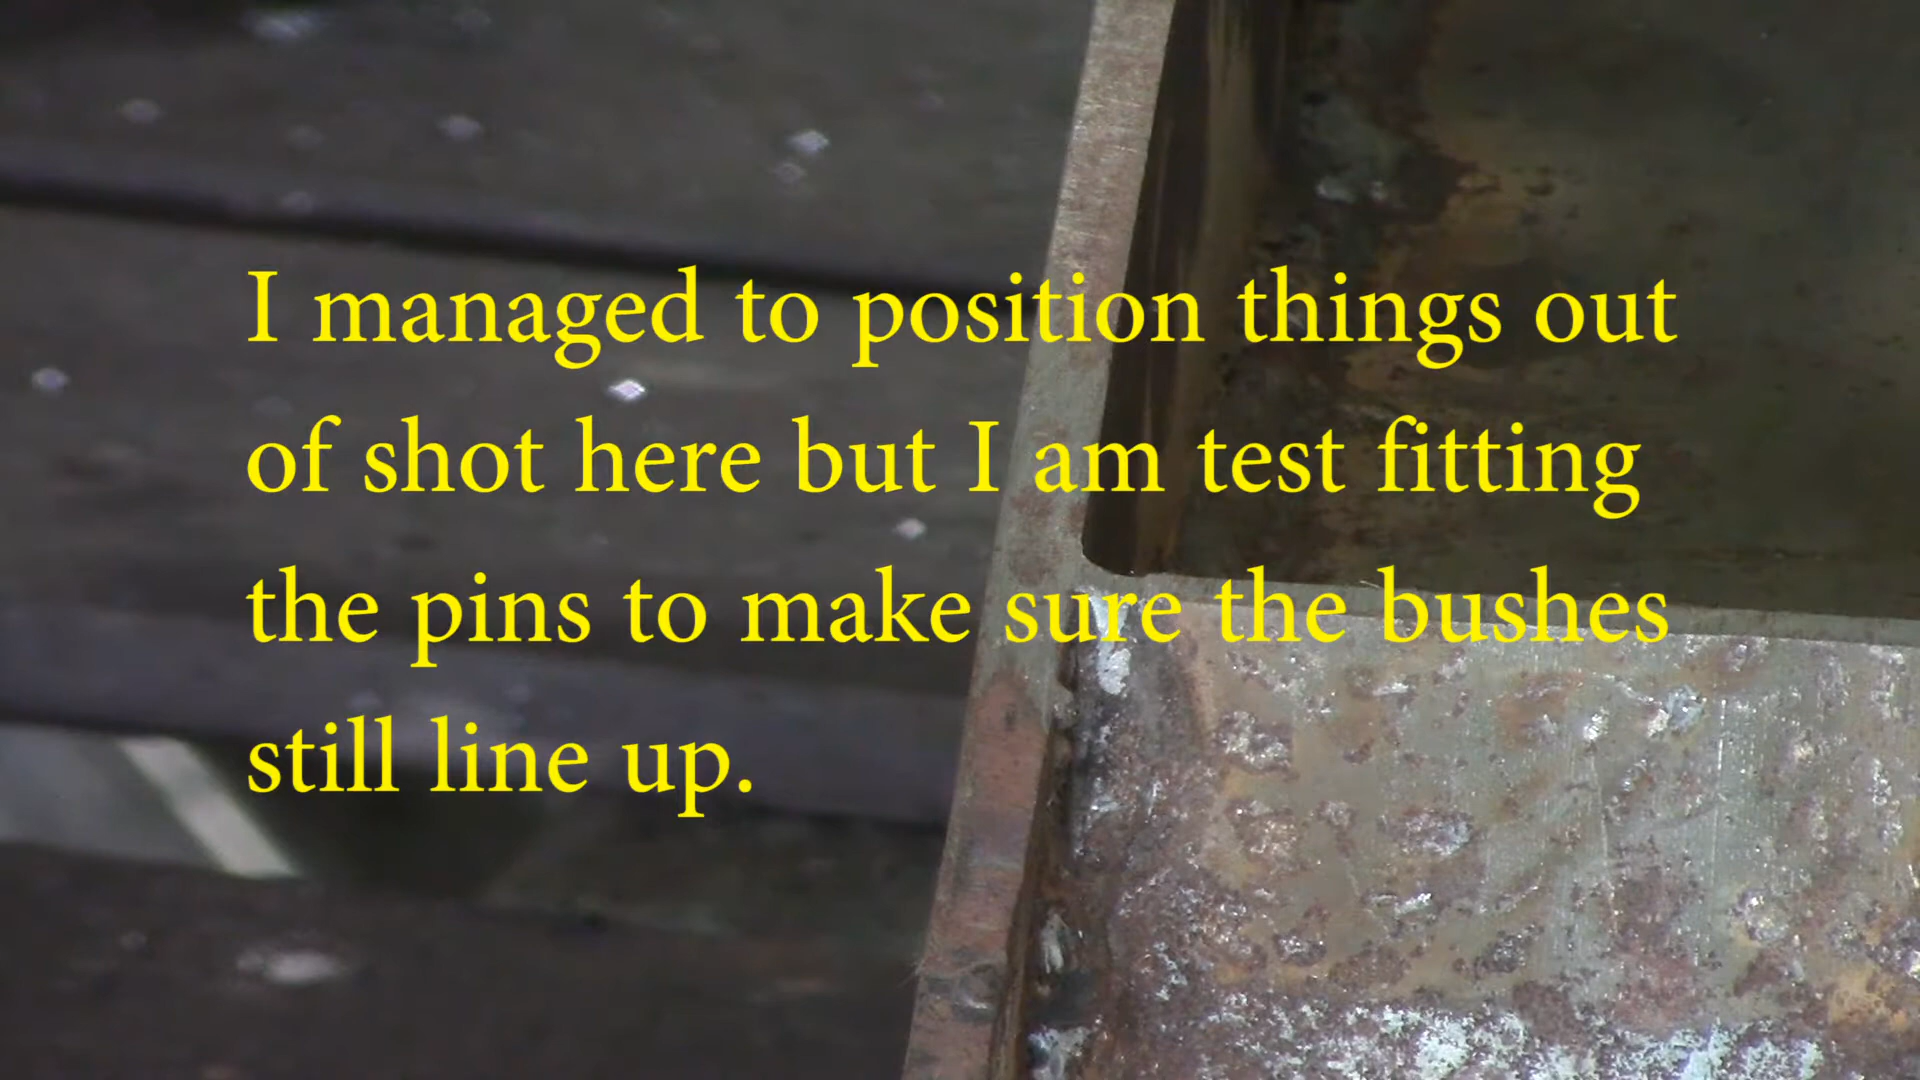 I managed to position things out
of shot here but I am test fitting
the pins to make sure the bushes
still line up.